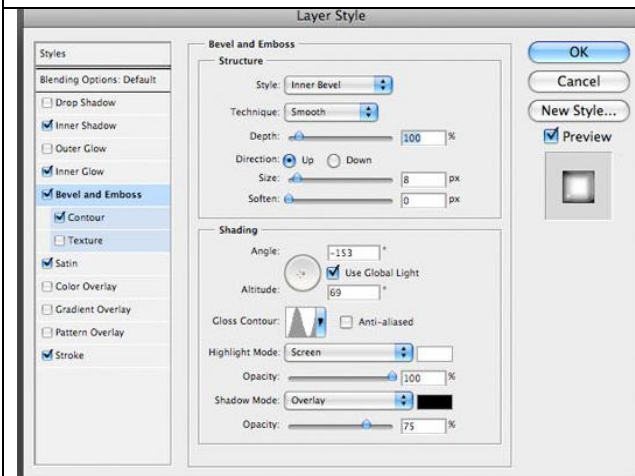 Layer Style
Styles
Blending Options: Default
Drop Shadow
Inner Shadow
Outer Glow
Inner Glow
Bevel and Emboss
Contour
Texture
Satin
Color Overlay
Gradient Overlay
Pattern Overlay
Stroke
Bevel and Emboss
Structure
Style: Inner Bevel
Technique: Smooth
Depth: 100 %
Direction: Up Down
Size: 8 px
Soften: 0 px
Shading
Angle: -153 °
Use Global Light
Altitude: 69 °
Gloss Contour: Anti-aliased
Highlight Mode: Screen
Opacity: 100 %
Shadow Mode: Overlay
Opacity: 75 %
OK
Cancel
New Style...
Preview